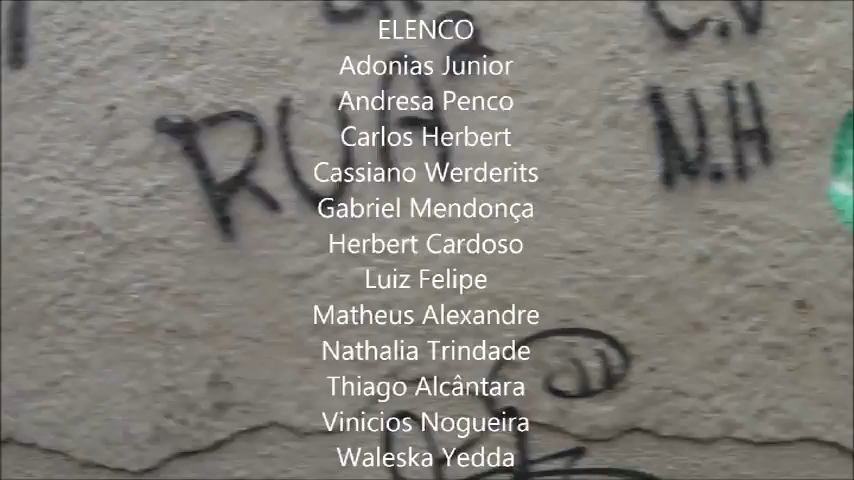 ELENCO
Adonias Junior
Andresa Penco
Carlos Herbert
Cassiano Werderits
Gabriel Mendonça
Herbert Cardoso
Luiz Felipe
Matheus Alexandre
Nathalia Trindade
Thiago Alcântara
Vinicios Nogueira
Waleska Yedda
RUA
N.H